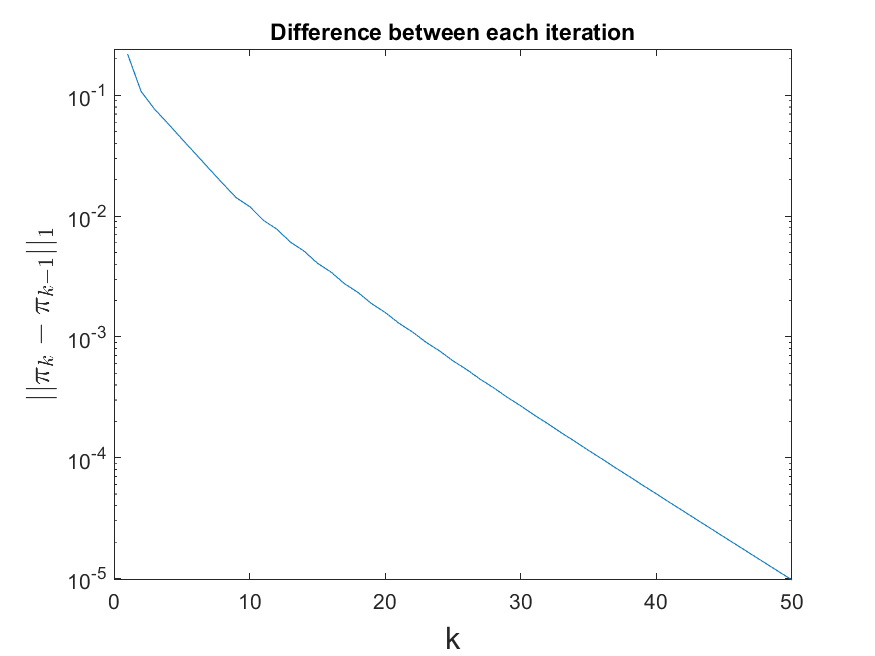 Difference between each iteration
||π_k − π_{k−1}||_1
10^-1
10^-2
10^-3
10^-4
10^-5
0 10 20 30 40 50
k